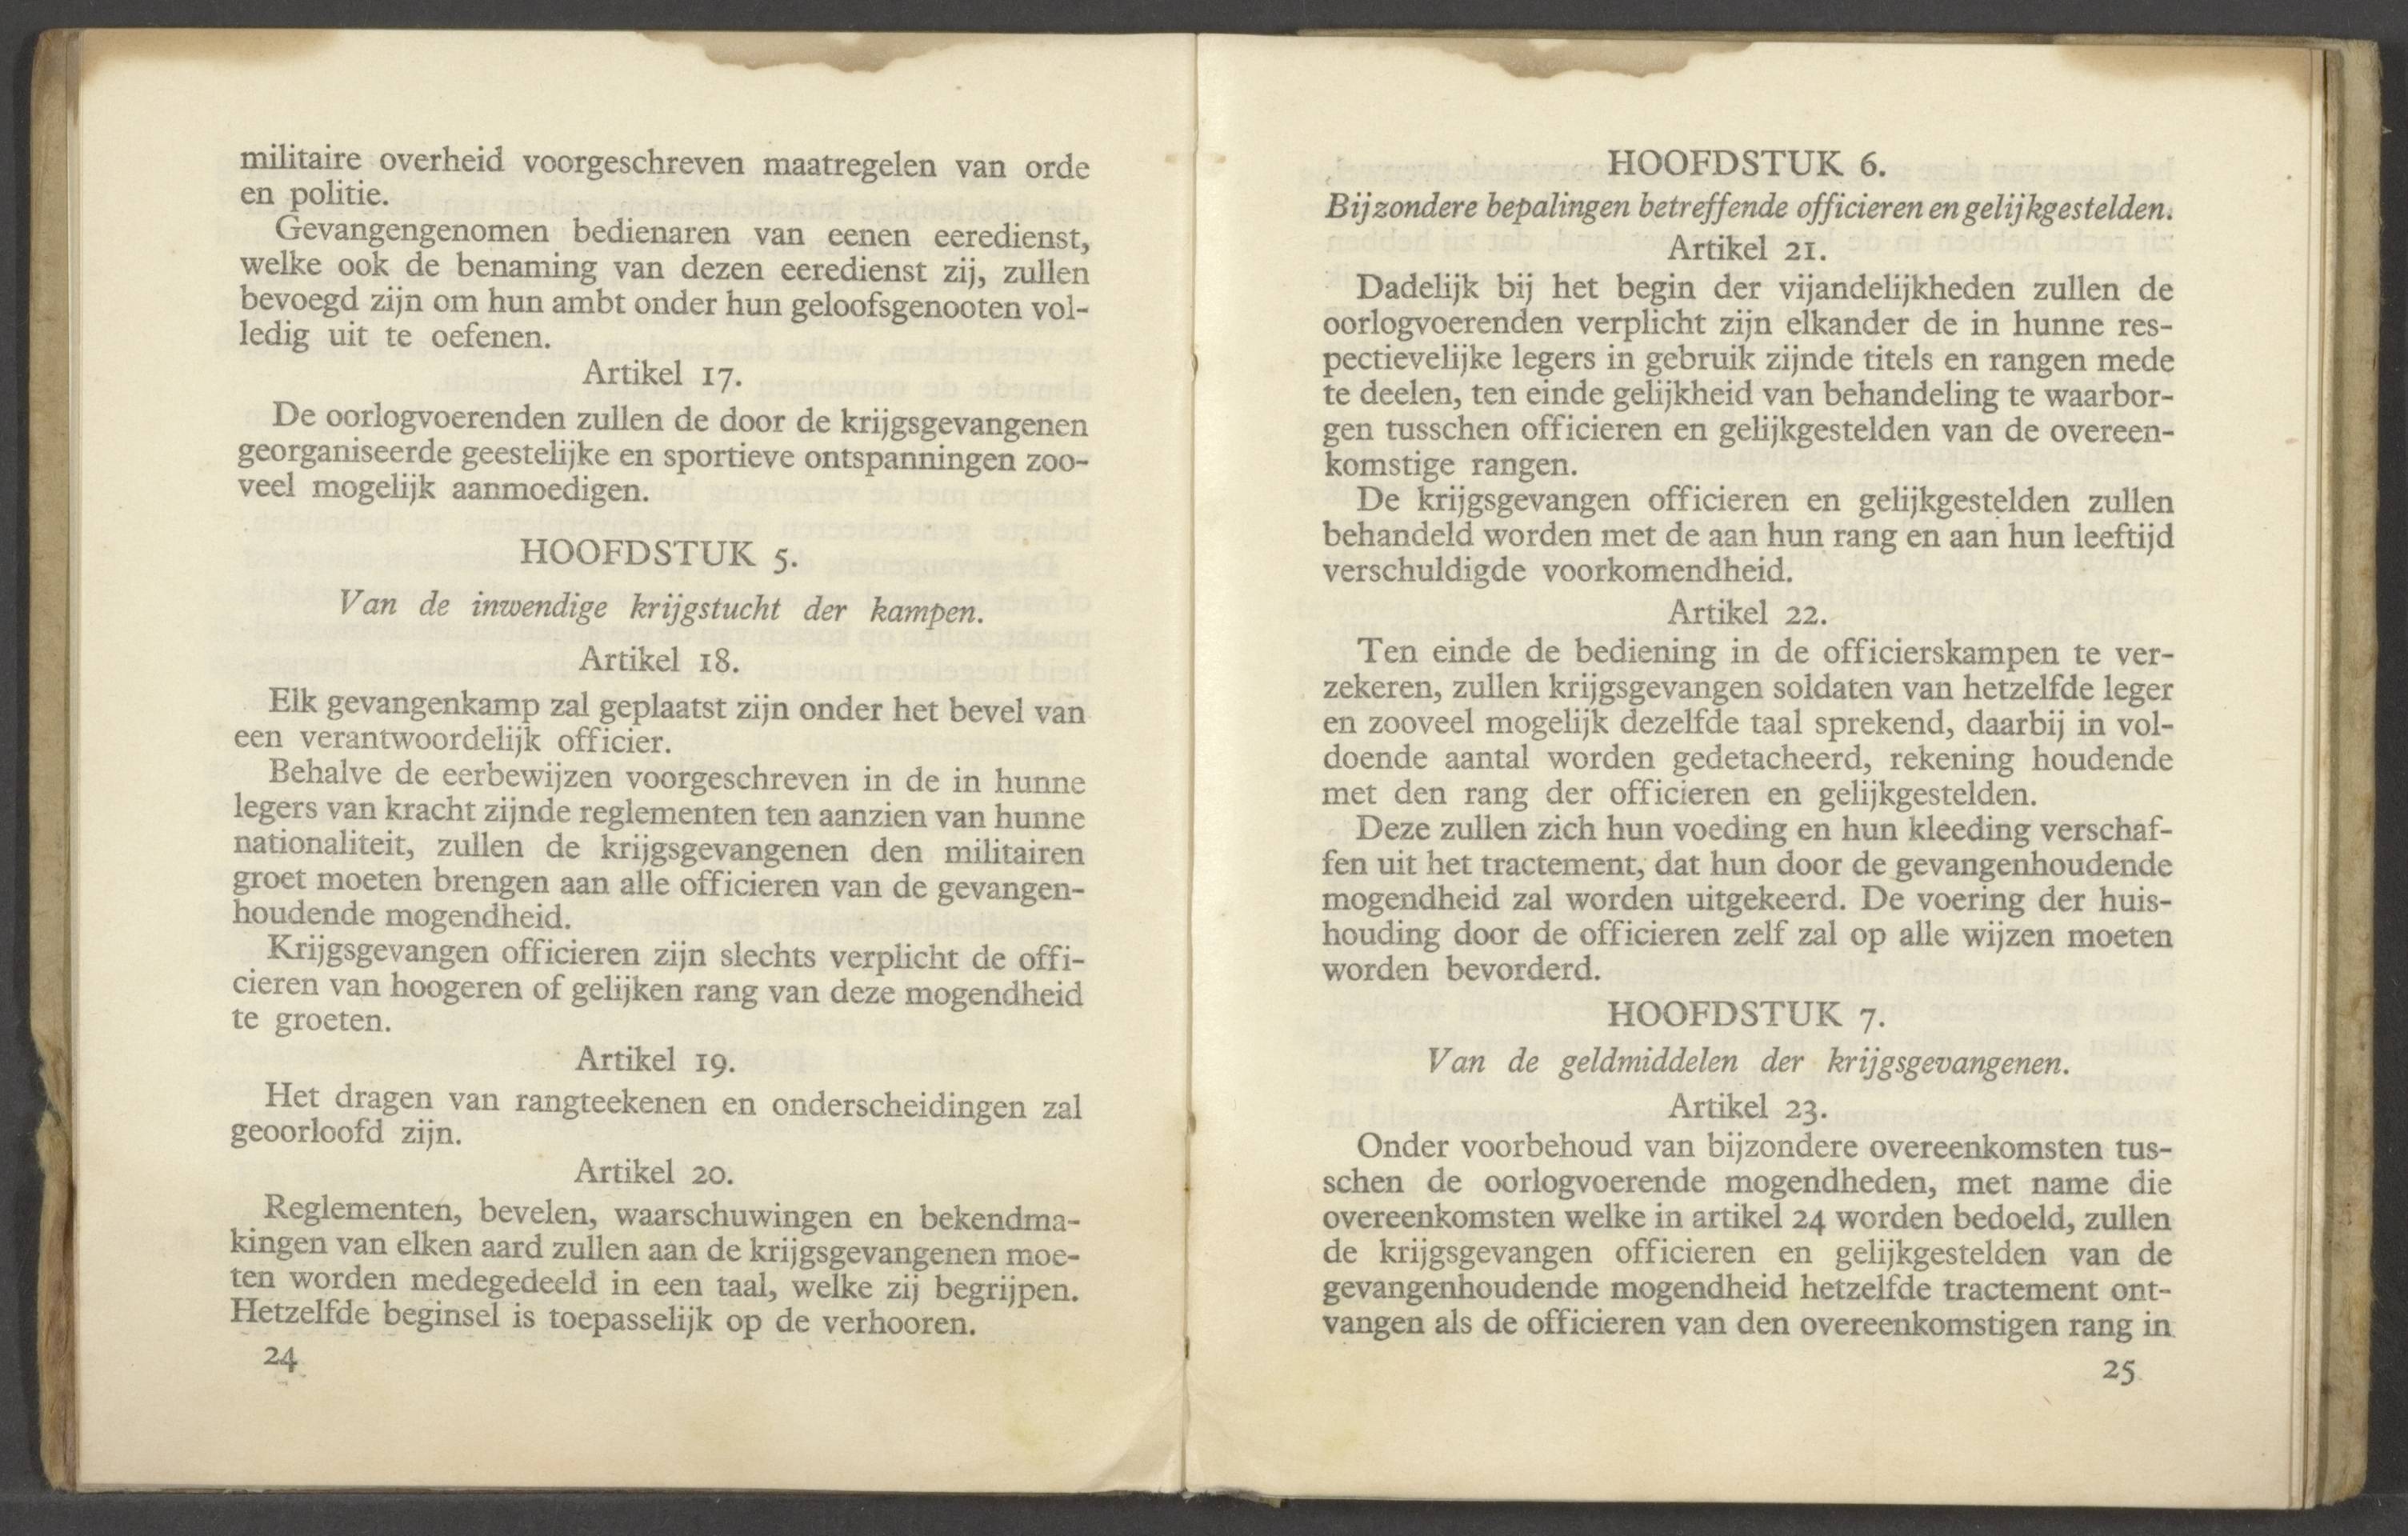 militaire overheid voorgeschreven maatregelen van orde
en politie.
Gevangengenomen bedienaren van eenen eeredienst,
welke ook de benaming van dezen eeredienst zij, zullen
bevoegd zijn om hun ambt onder hun geloofsgenooten vol-
ledig uit te oefenen.
Artikel 17.
De oorlogvoerenden zullen de door de krijgsgevangenen
georganiseerde geestelijke en sportieve ontspanningen zoo-
veel mogelijk aanmoedigen.
HOOFDSTUK 5.
Van de inwendige krijgstucht der kampen.
Artikel 18.
Elk gevangenkamp zal geplaatst zijn onder het bevel van
een verantwoordelijk officier.
Behalve de eerbewijzen voorgeschreven in de in hunne
legers van kracht zijnde reglementen ten aanzien van hunne
nationaliteit, zullen de krijgsgevangenen den militairen
groet moeten brengen aan alle officieren van de gevangen-
houdende mogendheid.
Krijgsgevangen officieren zijn slechts verplicht de offi-
cieren van hoogeren of gelijken rang van deze mogendheid
te groeten.
Artikel 19.
Het dragen van rangteekenen en onderscheidingen zal
geoorloofd zijn.
Artikel 20.
Reglementen, bevelen, waarschuwingen en bekendma-
kingen van elken aard zullen aan de krijgsgevangenen moe-
ten worden medegedeeld in een taal, welke zij begrijpen.
Hetzelfde beginsel is toepasselijk op de verhooren.
24
HOOFDSTUK 6.
Bijzondere bepalingen betreffende officieren en gelijkgestelden.
Artikel 21.
Dadelijk bij het begin der vijandelijkheden zullen de
oorlogvoerenden verplicht zijn elkander de in hunne res-
pectievelijke legers in gebruik zijnde titels en rangen mede
te deelen, ten einde gelijkheid van behandeling te waarbor-
gen tusschen officieren en gelijkgestelden van de overeen-
komstige rangen.
De krijgsgevangen officieren en gelijkgestelden zullen
behandeld worden met de aan hun rang en aan hun leeftijd
verschuldigde voorkomendheid.
Artikel 22.
Ten einde de bediening in de officierskampen te ver-
zekeren, zullen krijgsgevangen soldaten van hetzelfde leger
en zooveel mogelijk dezelfde taal sprekend, daarbij in vol-
doende aantal worden gedetacheerd, rekening houdende
met den rang der officieren en gelijkgestelden.
Deze zullen zich hun voeding en hun kleeding verschaf-
fen uit het tractement, dat hun door de gevangenhoudende
mogendheid zal worden uitgekeerd. De voering der huis-
houding door de officieren zelf zal op alle wijzen moeten
worden bevorderd.
HOOFDSTUK 7.
Van de geldmiddelen der krijgsgevangenen.
Artikel 23.
Onder voorbehoud van bijzondere overeenkomsten tus-
schen de oorlogvoerende mogendheden, met name die
overeenkomsten welke in artikel 24 worden bedoeld, zullen
de krijgsgevangen officieren en gelijkgestelden van de
gevangenhoudende mogendheid hetzelfde tractement ont-
vangen als de officieren van den overeenkomstigen rang in
25